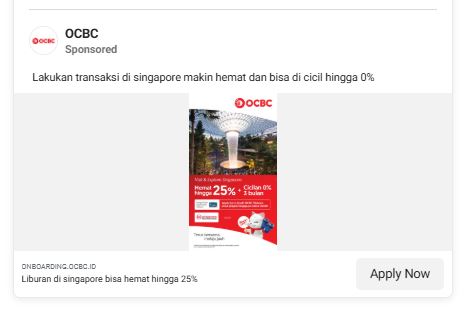 OCBC
OCBC
Sponsored
Lakukan transaksi di singapore makin hemat dan bisa di cicil hingga 0%
OCBC
Visit & Explore Singapore
Hemat
hingga 25% + Cicilan 0%
3 bulan
ONBOARDING.OCBC.ID
Liburan di singapore bisa hemat hingga 25%
Apply Now